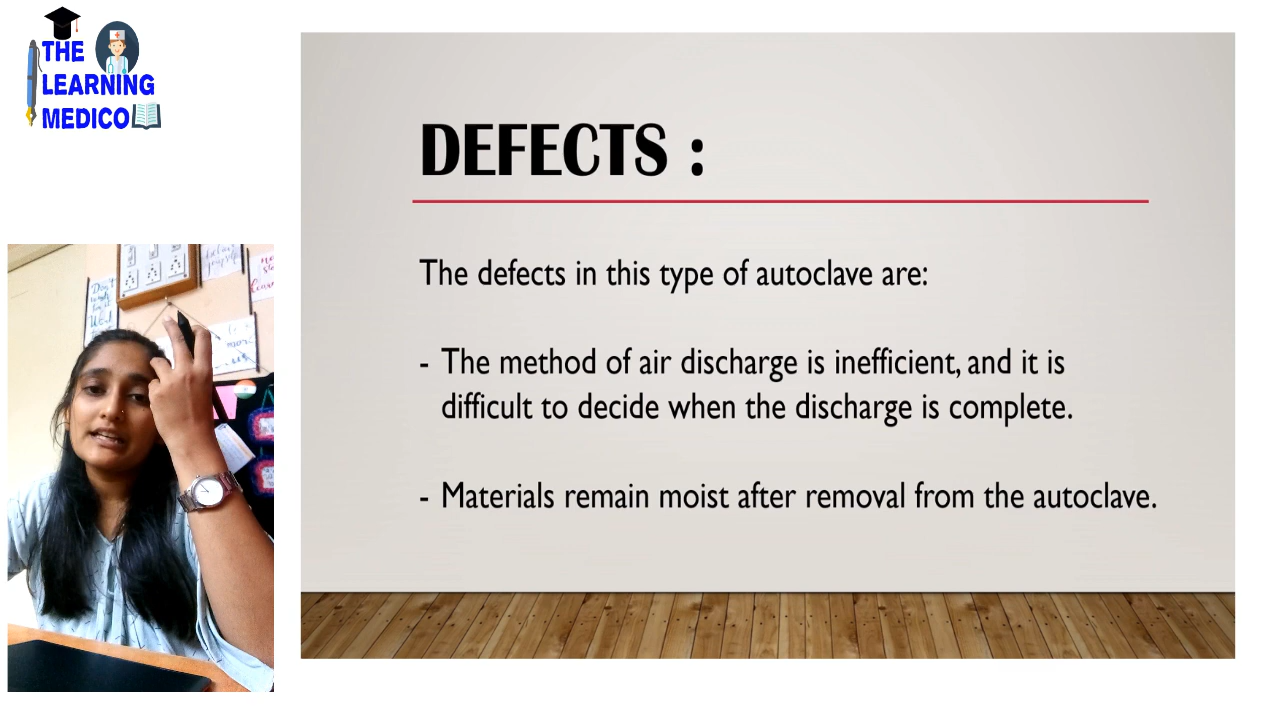 THE
LEARNING
MEDICO
DEFECTS :
The defects in this type of autoclave are:
- The method of air discharge is inefficient, and it is
difficult to decide when the discharge is complete.
- Materials remain moist after removal from the autoclave.